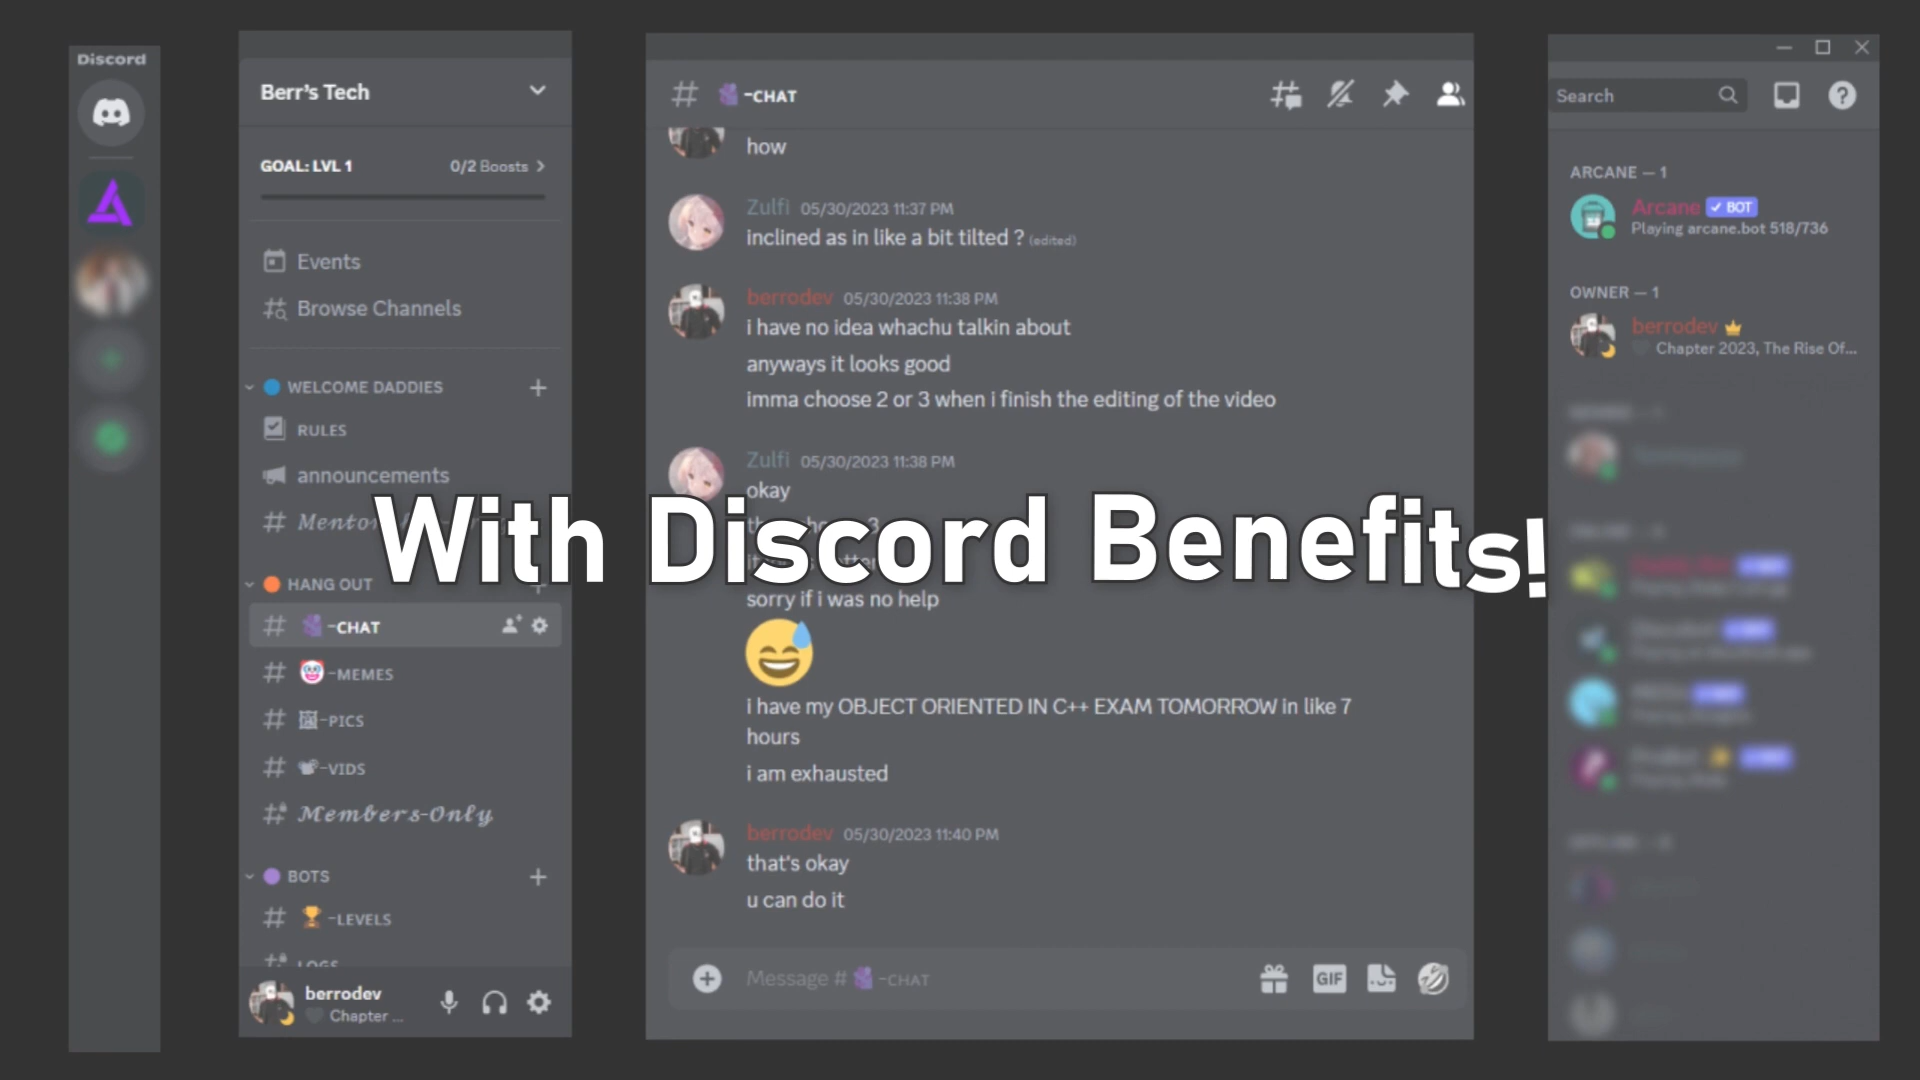 Discord
Berr's Tech
GOAL: LVL 1
0/2 Boosts
Events
Browse Channels
WELCOME DADDIES
RULES
announcements
HANG OUT
-CHAT
-MEMES
-PICS
-VIDS
Members-Only
BOTS
-LEVELS
LOGS
berrodev
Chapter ...
-CHAT
how
Zulfi 05/30/2023 11:37 PM
inclined as in like a bit tilted ? (edited)
berrodev 05/30/2023 11:38 PM
i have no idea whachu talkin about
anyways it looks good
imma choose 2 or 3 when i finish the editing of the video
Zulfi 05/30/2023 11:38 PM
okay
With Discord Benefits!
sorry if i was no help
i have my OBJECT ORIENTED IN C++ EXAM TOMORROW in like 7
hours
i am exhausted
berrodev 05/30/2023 11:40 PM
that's okay
u can do it
Message # -CHAT
GIF
Search
ARCANE — 1
Arcane ✓ BOT
Playing arcane.bot 518/736
OWNER — 1
berrodev
Chapter 2023, The Rise Of...